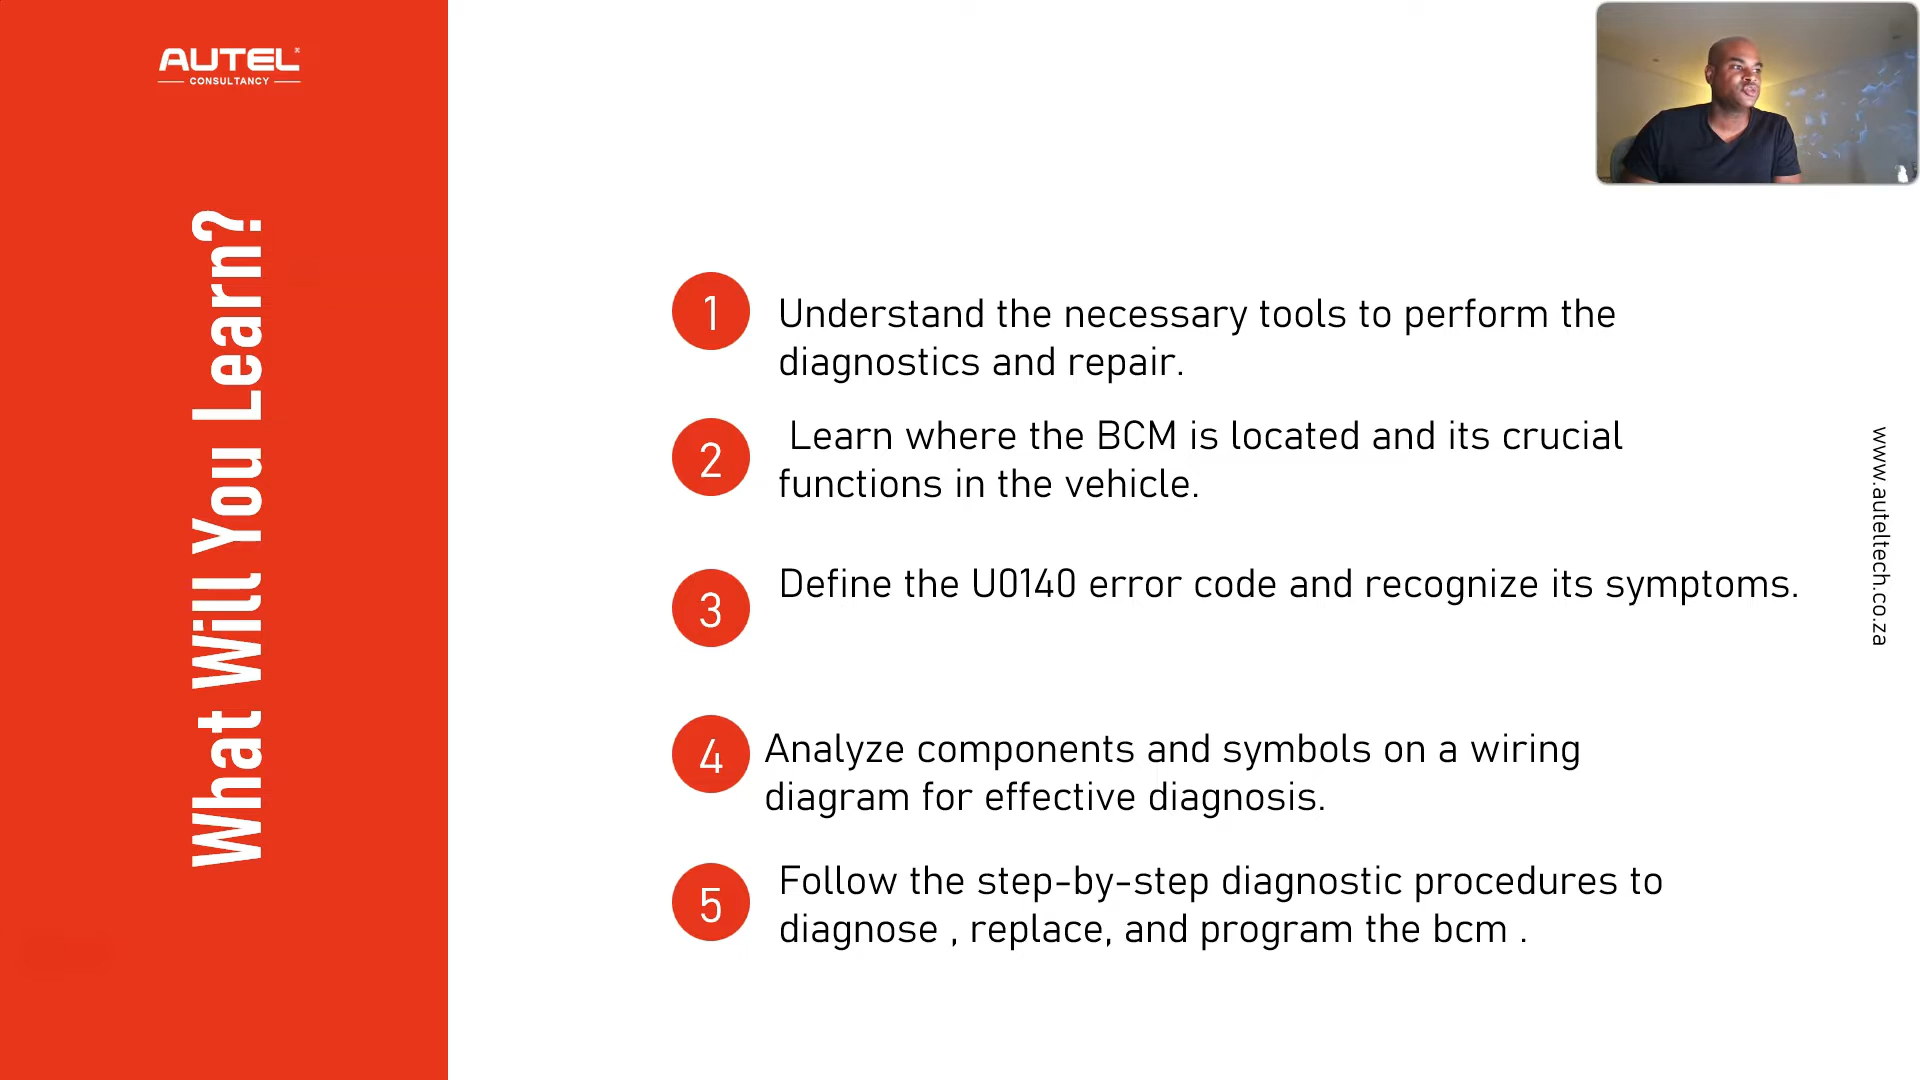 AUTEL
CONSULTANCY
What Will You Learn?
1
Understand the necessary tools to perform the
diagnostics and repair.
2
Learn where the BCM is located and its crucial
functions in the vehicle.
3
Define the U0140 error code and recognize its symptoms.
4
Analyze components and symbols on a wiring
diagram for effective diagnosis.
5
Follow the step-by-step diagnostic procedures to
diagnose , replace, and program the bcm .
www.auteltech.co.za